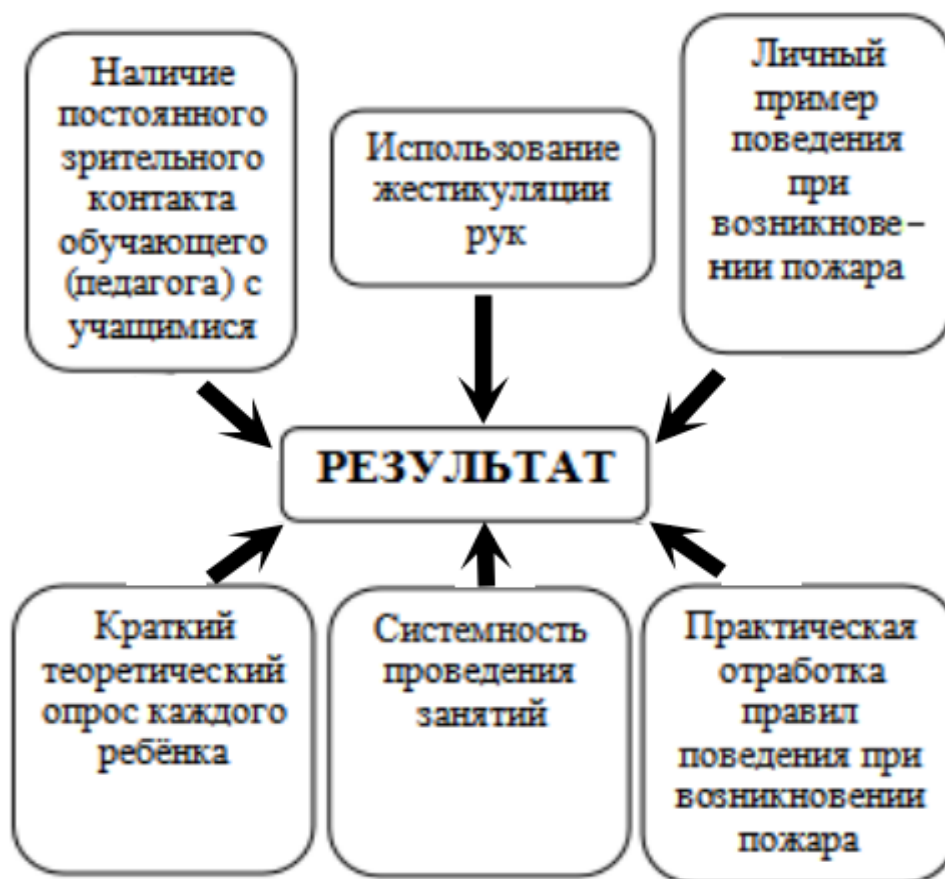 Наличие
постоянного
зрительного
контакта
обучающего
(педагога) с
учащимися
Использование
жестикуляции
рук
Личный
пример
поведения
при
возникнове-
нии пожара
РЕЗУЛЬТАТ
Краткий
теоретический
опрос каждого
ребёнка
Системность
проведения
занятий
Практическая
отработка
правил
поведения при
возникновении
пожара